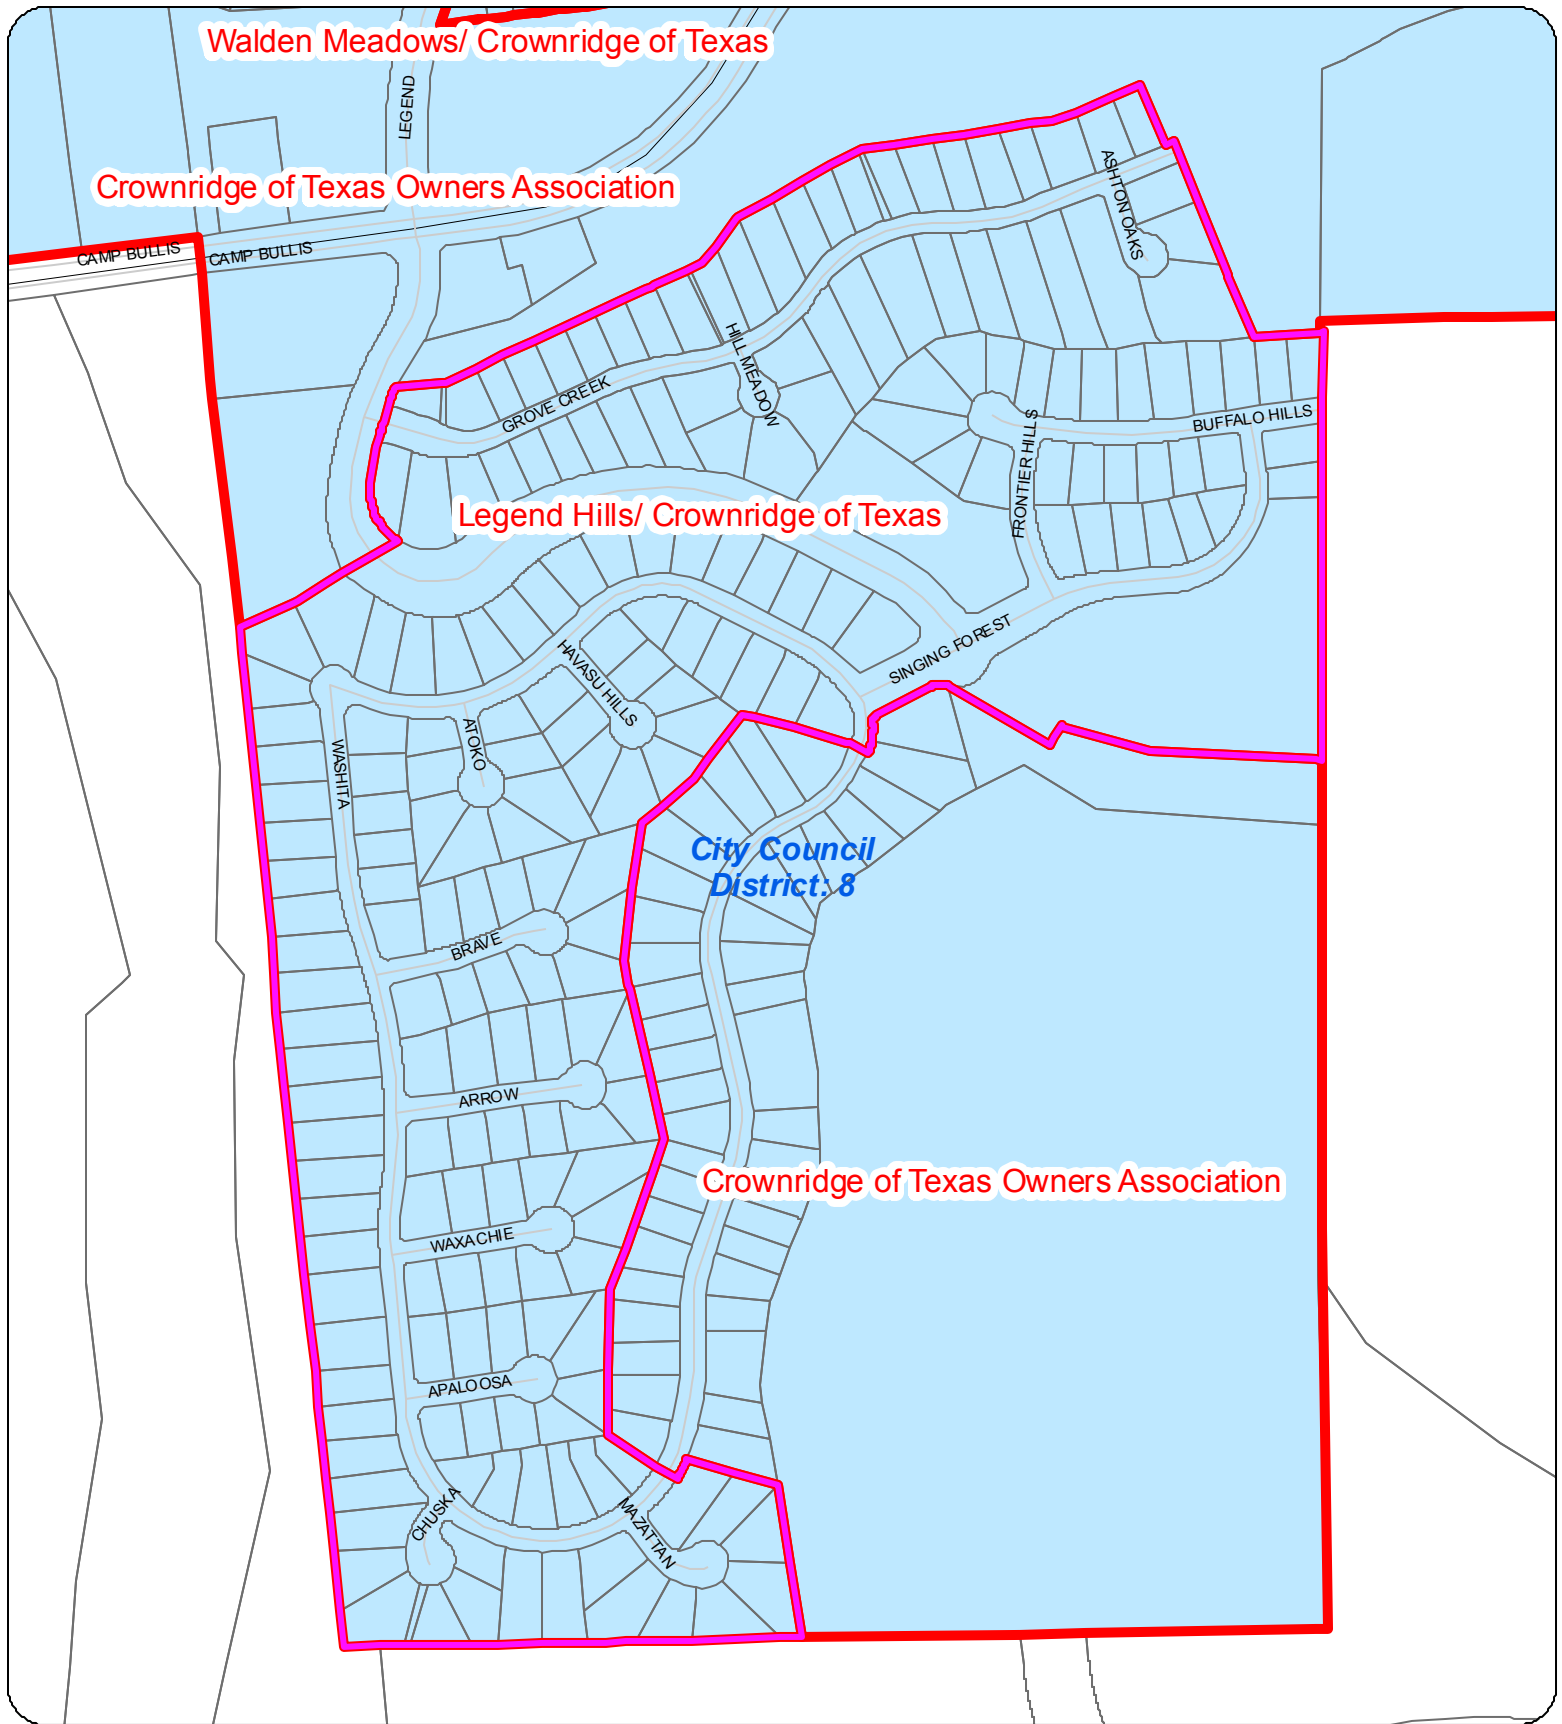 Walden Meadows/ Crownridge of Texas
LEGEND
Crownridge of Texas Owners Association
CAMP BULLIS
CAMP BULLIS
ASHTON OAKS
HILL MEADOW
GROVE CREEK
BUFFALO HILLS
FRONTIER HILLS
Legend Hills/ Crownridge of Texas
SINGING FOREST
HAVASU HILLS
ATOKO
WASHITA
City Council
District: 8
BRAVE
ARROW
Crownridge of Texas Owners Association
WAXACHIE
APALOOSA
CHUSKA
MAZATTAN